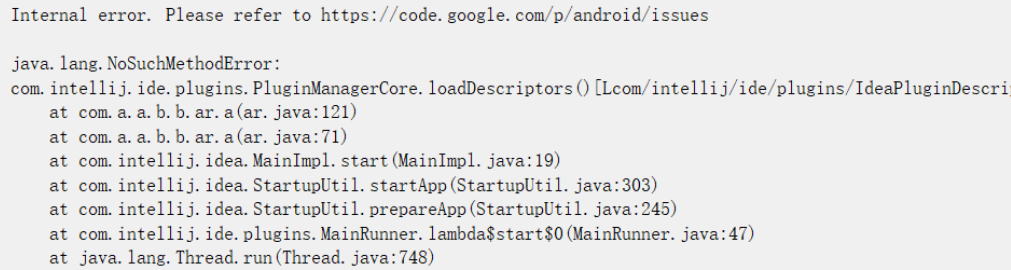 Internal error. Please refer to https://code.google.com/p/android/issues
java.lang.NoSuchMethodError:
com.intellij.ide.plugins.PluginManagerCore.loadDescriptors()[Lcom/intellij/ide/plugins/IdeaPluginDescrip
at com.a.a.b.b.ar.a(ar.java:121)
at com.a.a.b.b.ar.a(ar.java:71)
at com.intellij.idea.MainImpl.start(MainImpl.java:19)
at com.intellij.idea.StartupUtil.startApp(StartupUtil.java:303)
at com.intellij.idea.StartupUtil.prepareApp(StartupUtil.java:245)
at com.intellij.ide.plugins.MainRunner.lambda$start$0(MainRunner.java:47)
at java.lang.Thread.run(Thread.java:748)